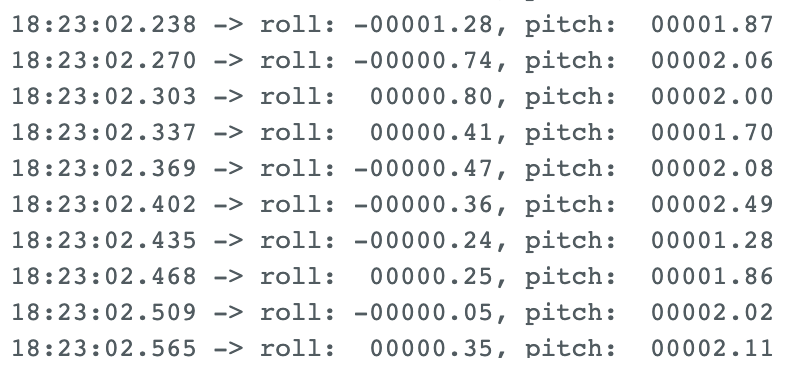 18:23:02.238 -> roll: -00001.28, pitch:  00001.87
18:23:02.270 -> roll: -00000.74, pitch:  00002.06
18:23:02.303 -> roll:  00000.80, pitch:  00002.00
18:23:02.337 -> roll:  00000.41, pitch:  00001.70
18:23:02.369 -> roll: -00000.47, pitch:  00002.08
18:23:02.402 -> roll: -00000.36, pitch:  00002.49
18:23:02.435 -> roll: -00000.24, pitch:  00001.28
18:23:02.468 -> roll:  00000.25, pitch:  00001.86
18:23:02.509 -> roll: -00000.05, pitch:  00002.02
18:23:02.565 -> roll:  00000.35, pitch:  00002.11